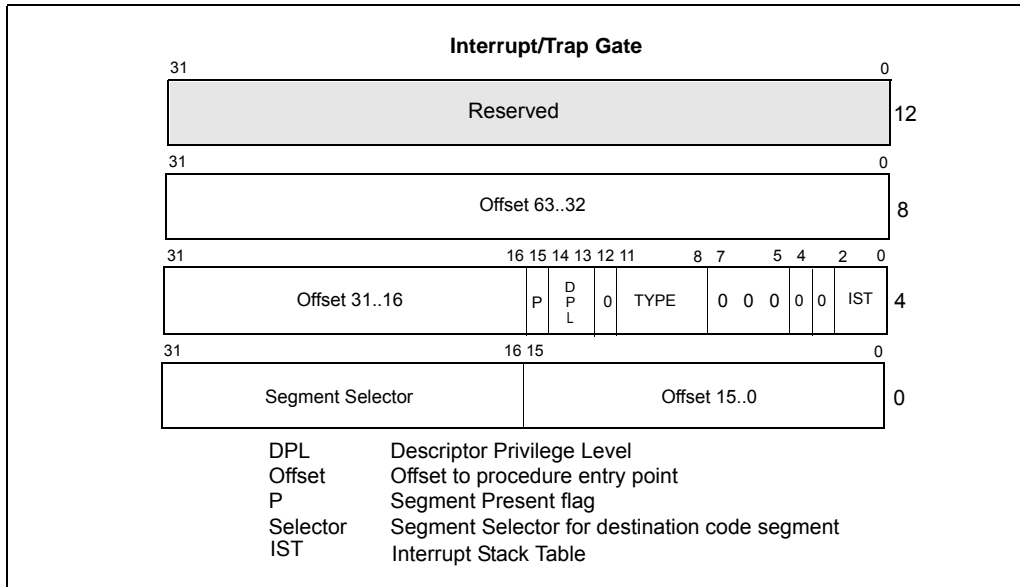 Interrupt/Trap Gate
31 0
Reserved 12
31 0
Offset 63..32 8
31 16 15 14 13 12 11 8 7 5 4 2 0
Offset 31..16 P D P L 0 TYPE 0 0 0 0 0 IST 4
31 16 15 0
Segment Selector Offset 15..0 0
DPL Descriptor Privilege Level
Offset Offset to procedure entry point
P Segment Present flag
Selector Segment Selector for destination code segment
IST Interrupt Stack Table